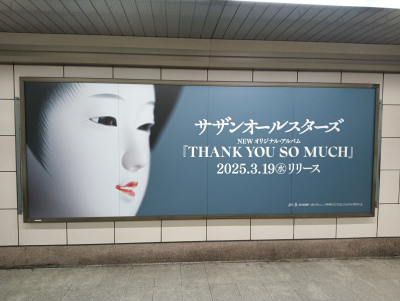 サザンオールスターズ
NEW オリジナル・アルバム
『THANK YOU SO MUCH』
2025.3.19㊌リリース